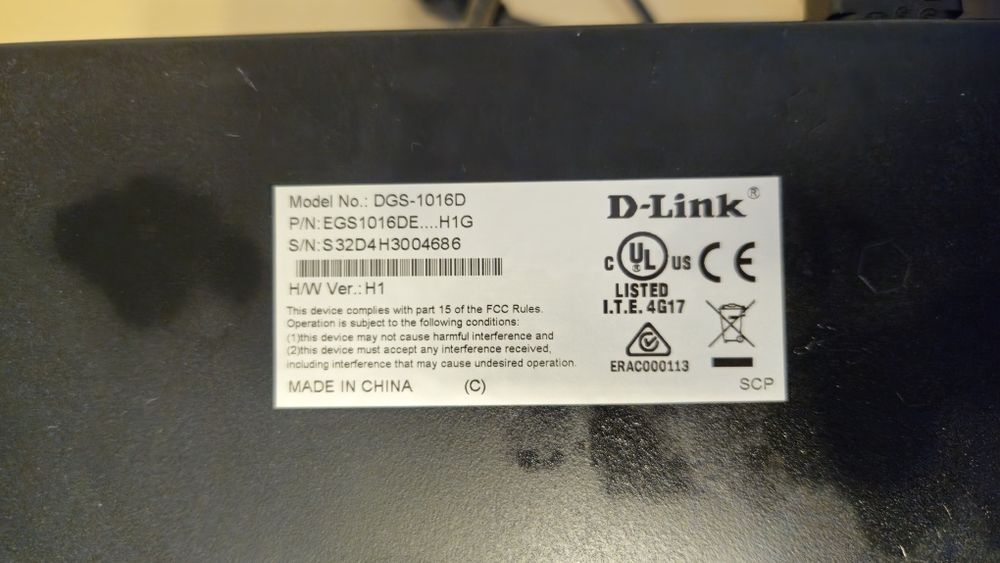 Model No.: DGS-1016D
P/N:EGS1016DE....H1G
S/N:S32D4H3004686
H/W Ver.:H1
This device complies with part 15 of the FCC Rules.
Operation is subject to the following conditions:
(1)this device may not cause harmful interference and
(2)this device must accept any interference received,
including interference that may cause undesired operation.
MADE IN CHINA (C)
D-Link®
C UL® US CE
LISTED
I.T.E. 4G17
ERAC000113
SCP